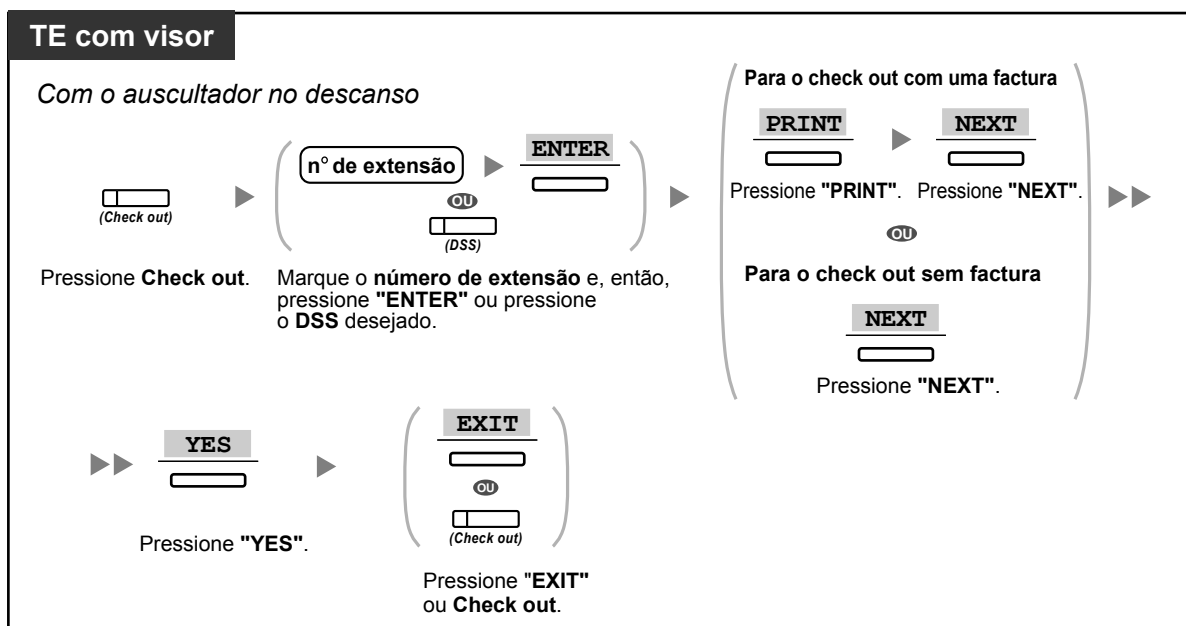 TE com visor
Com o auscultador no descanso
(Check out)
Pressione Check out.
n° de extensão
ENTER
OU
(DSS)
Marque o número de extensão e, então,
pressione "ENTER" ou pressione
o DSS desejado.
Para o check out com uma factura
PRINT
NEXT
Pressione "PRINT". Pressione "NEXT".
OU
Para o check out sem factura
NEXT
Pressione "NEXT".
YES
Pressione "YES".
EXIT
OU
(Check out)
Pressione "EXIT"
ou Check out.